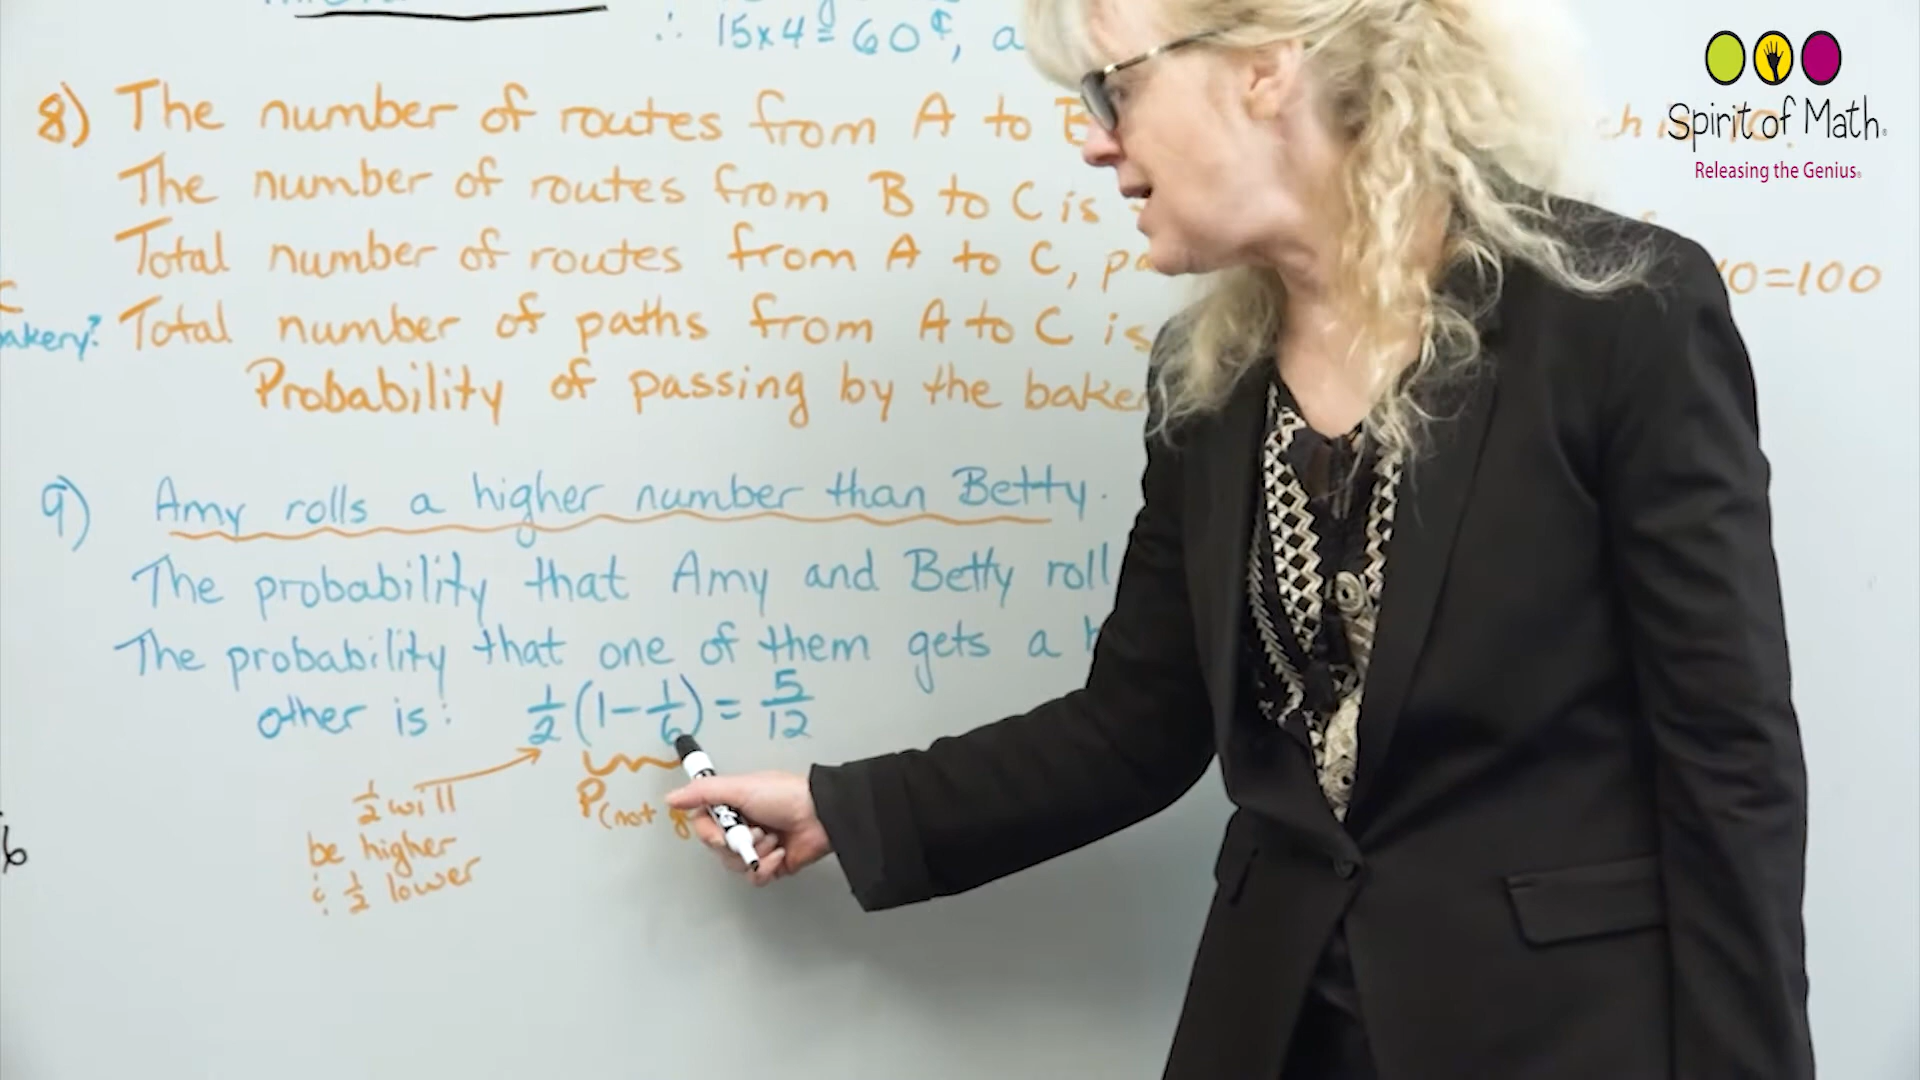 ∴ 15x4=60¢, a
8) The number of routes from A to
The number of routes from B to C is
Total number of routes from A to C, pa
0=100
Total number of paths from A to C is
akery?
Probability of passing by the baker
9) Amy rolls a higher number than Betty.
The probability that Amy and Betty roll
The probability that one of them gets a
other is: 1/2(1-1/6)=5/12
1/2 will
be higher
& 1/2 lower
P(not g
6
Spirit of Math®
Releasing the Genius®